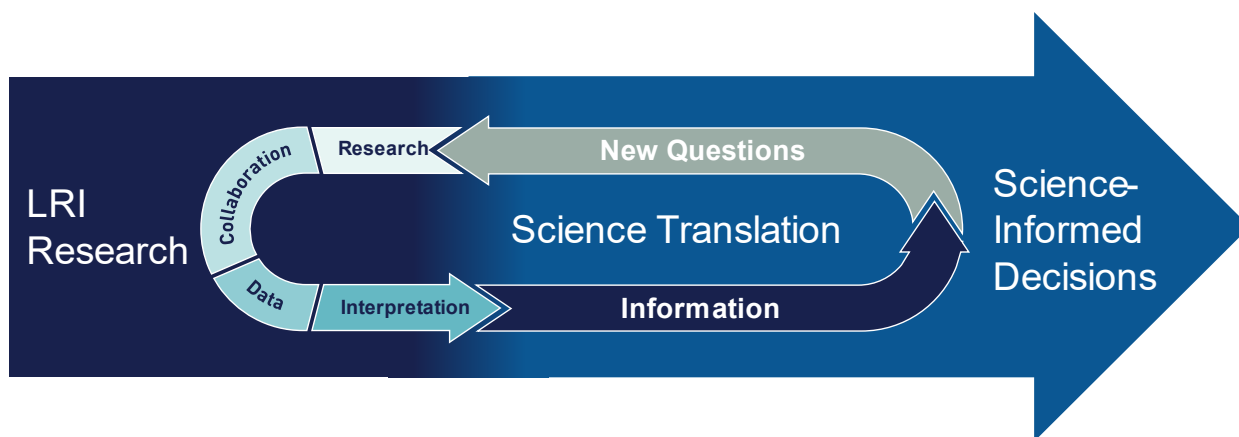 LRI
Research
Collaboration
Data
Research
Interpretation
New Questions
Science Translation
Information
Science-
Informed
Decisions